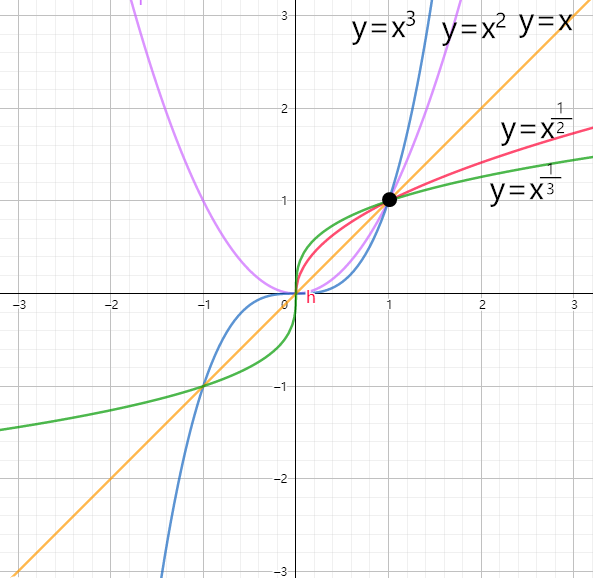 3
y=x³ y=x² y=x
2
y=x^{1/2}
y=x^{1/3}
1
h
−3 −2 −1 0 1 2 3
−1
−2
−3